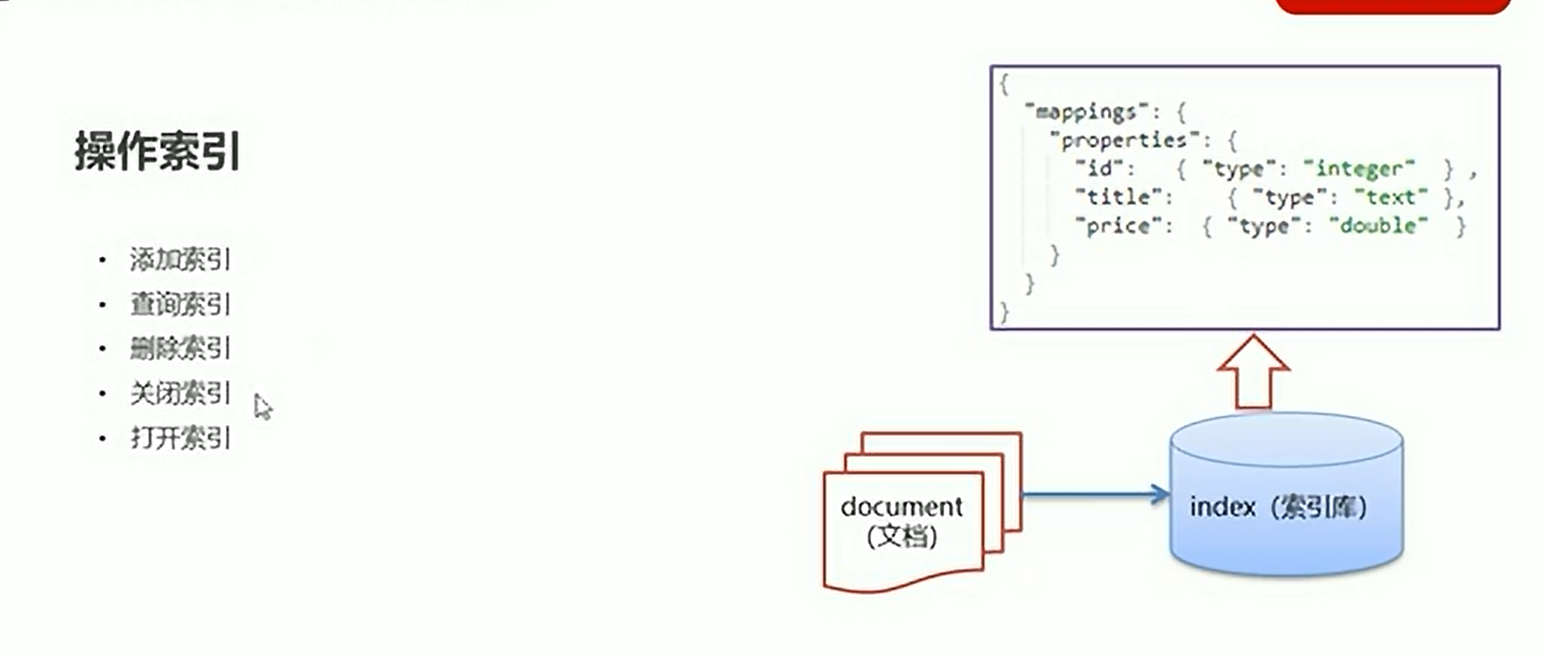 操作索引
• 添加索引
• 查询索引
• 删除索引
• 关闭索引
• 打开索引
{
"mappings": {
"properties": {
"id": { "type": "integer" } ,
"title": { "type": "text" },
"price": { "type": "double" }
}
}
}
document
(文档)
index（索引库）